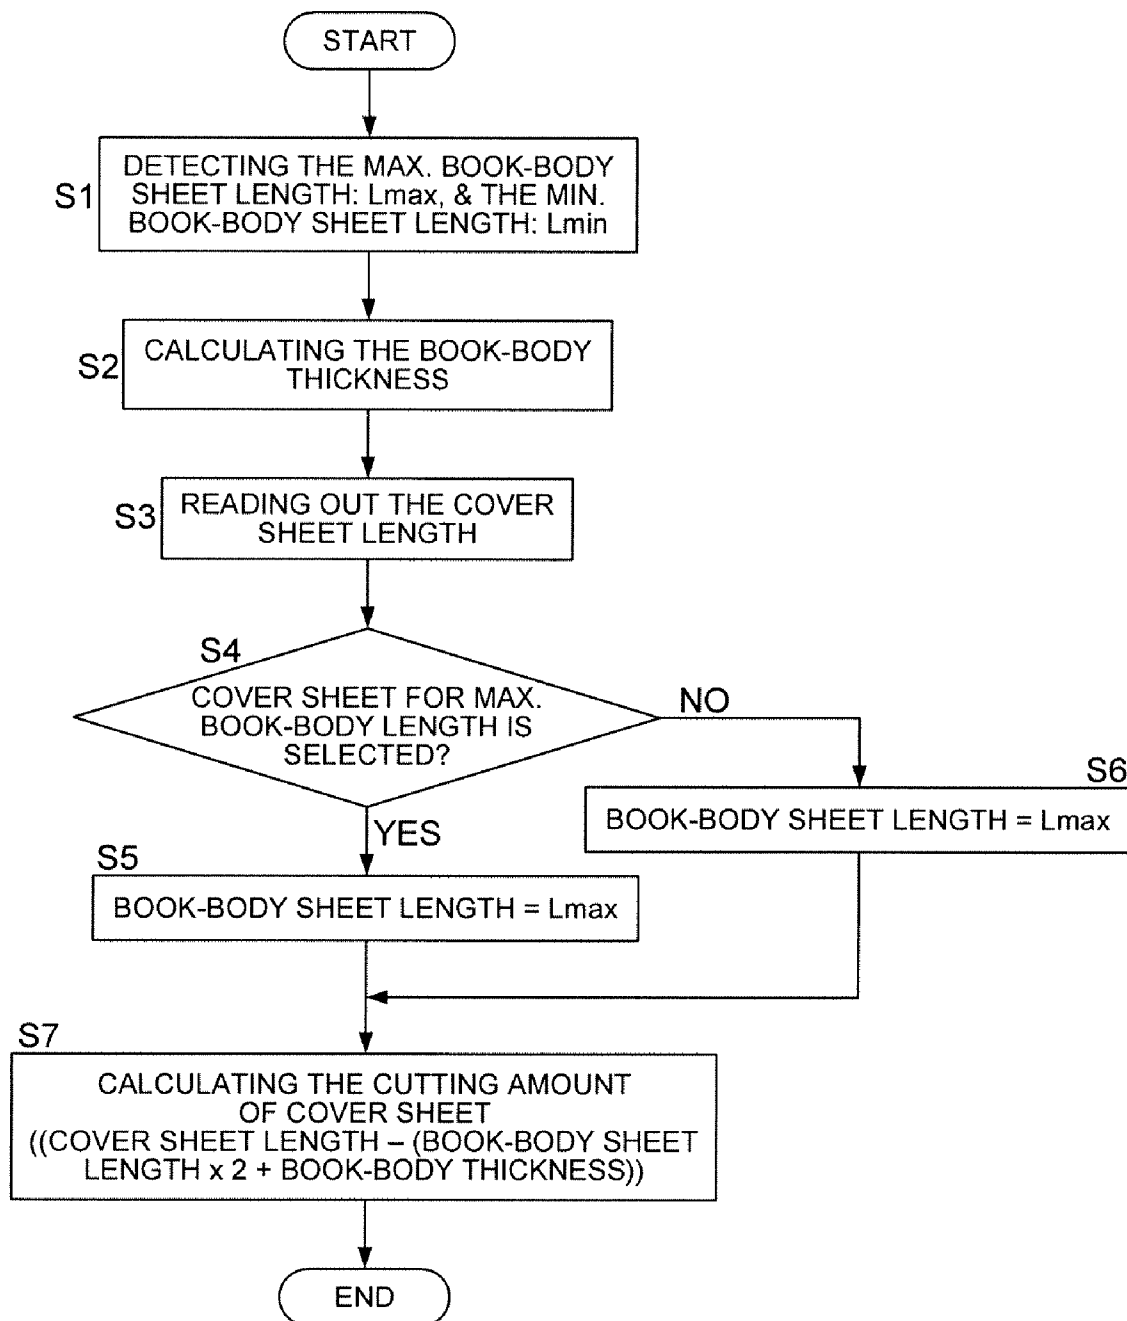 START
S1
DETECTING THE MAX. BOOK-BODY
SHEET LENGTH: Lmax, & THE MIN.
BOOK-BODY SHEET LENGTH: Lmin
S2
CALCULATING THE BOOK-BODY
THICKNESS
S3
READING OUT THE COVER
SHEET LENGTH
S4
COVER SHEET FOR MAX.
BOOK-BODY LENGTH IS
SELECTED?
NO
S6
BOOK-BODY SHEET LENGTH = Lmax
YES
S5
BOOK-BODY SHEET LENGTH = Lmax
S7
CALCULATING THE CUTTING AMOUNT
OF COVER SHEET
((COVER SHEET LENGTH – (BOOK-BODY SHEET
LENGTH x 2 + BOOK-BODY THICKNESS))
END